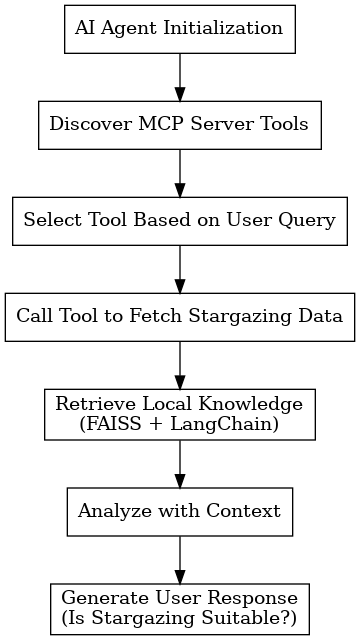 AI Agent Initialization
Discover MCP Server Tools
Select Tool Based on User Query
Call Tool to Fetch Stargazing Data
Retrieve Local Knowledge
(FAISS + LangChain)
Analyze with Context
Generate User Response
(Is Stargazing Suitable?)